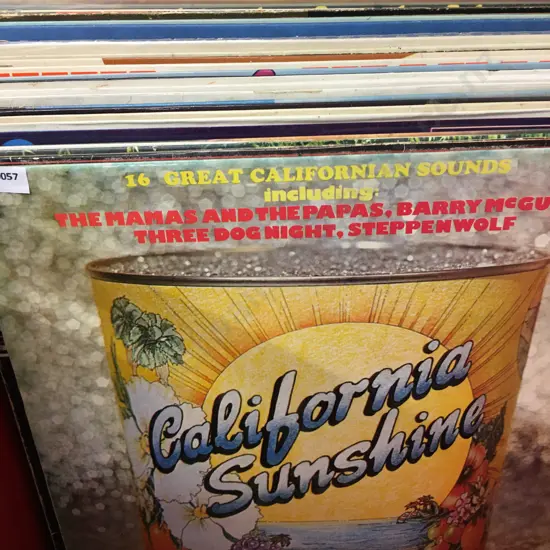 057
16 GREAT CALIFORNIAN SOUNDS
including:
THE MAMAS AND THE PAPAS, BARRY McGU
THREE DOG NIGHT, STEPPENWOLF
California
Sunshine